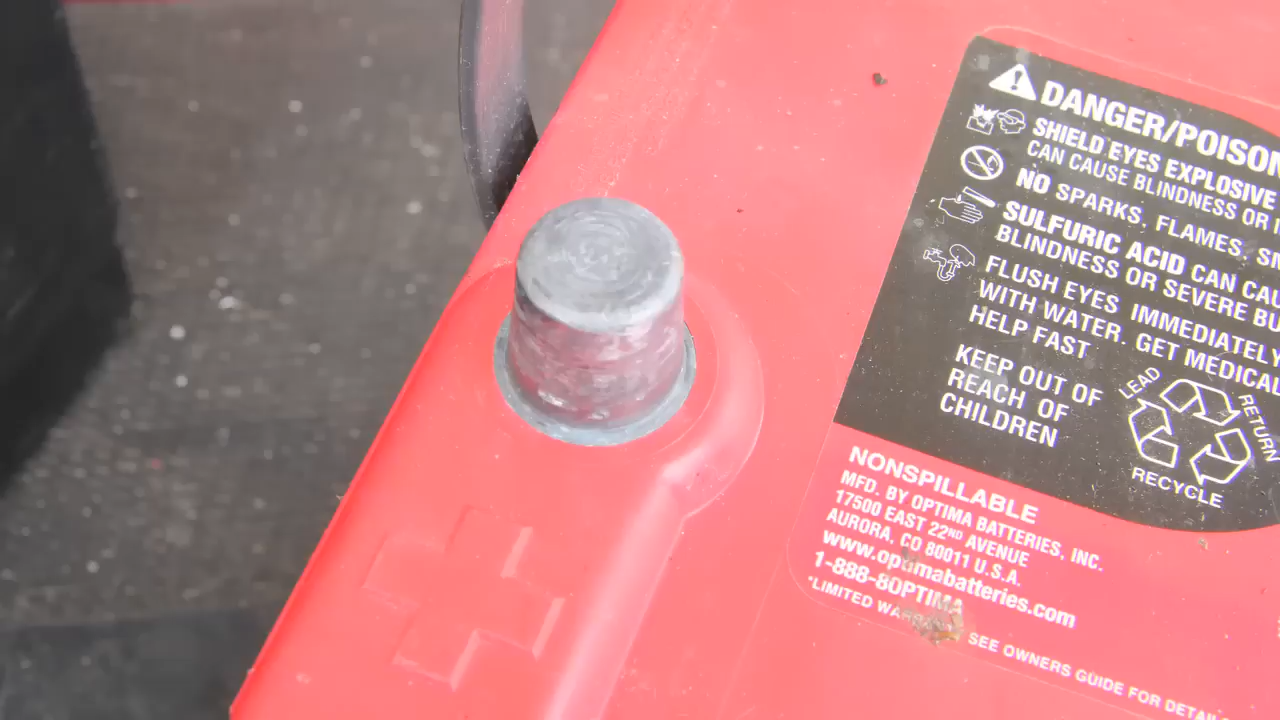 DANGER/POISON
SHIELD EYES EXPLOSIVE
CAN CAUSE BLINDNESS OR
NO SPARKS, FLAMES,
SULFURIC ACID CAN
BLINDNESS OR SEVERE
FLUSH EYES IMMEDIATELY
WITH WATER. GET MEDICAL
HELP FAST
KEEP OUT OF
REACH OF
CHILDREN
LEAD
RETURN
RECYCLE
NONSPILLABLE
MFD. BY OPTIMA BATTERIES, INC.
17500 EAST 22ND AVENUE
AURORA, CO 80011 U.S.A.
www.optimabatteries.com
1-888-8OPTIMA
*LIMITED WARRANTY SEE OWNERS GUIDE FOR